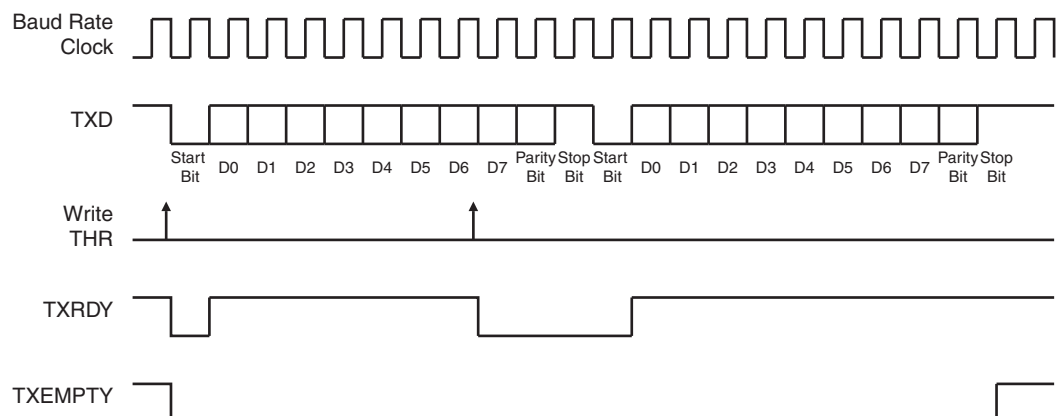 Baud Rate
Clock
TXD
Start
Bit
D0
D1
D2
D3
D4
D5
D6
D7
Parity
Bit
Stop
Bit
Start
Bit
D0
D1
D2
D3
D4
D5
D6
D7
Parity
Bit
Stop
Bit
Write
THR
TXRDY
TXEMPTY